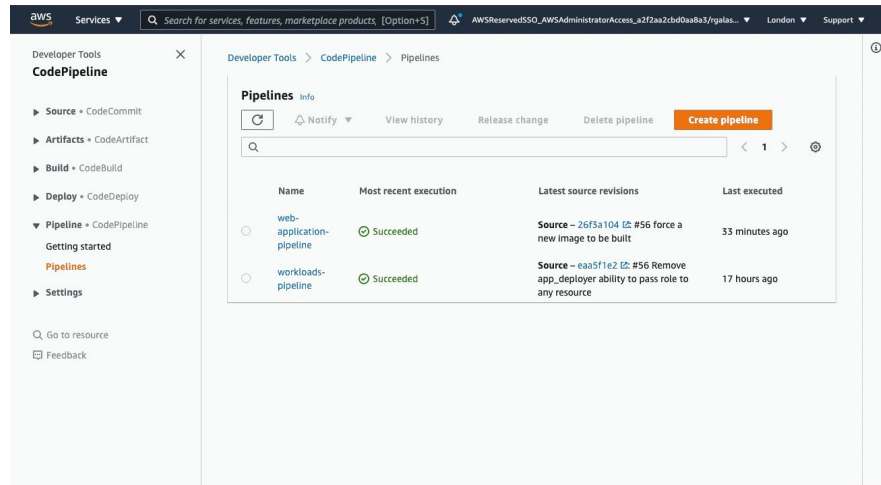 aws
Services ▼
Search for services, features, marketplace products, [Option+S]
AWSReservedSSO_AWSAdministratorAccess_a2f2aa2cbd0aa8a3/rgalas... ▼
London ▼
Support ▼
Developer Tools
CodePipeline
Source • CodeCommit
Artifacts • CodeArtifact
Build • CodeBuild
Deploy • CodeDeploy
Pipeline • CodePipeline
Getting started
Pipelines
Settings
Go to resource
Feedback
Developer Tools > CodePipeline > Pipelines
Pipelines Info
Notify ▼
View history
Release change
Delete pipeline
Create pipeline
< 1 >
Name
Most recent execution
Latest source revisions
Last executed
web-
application-
pipeline
Succeeded
Source – 26f3a104: #56 force a
new image to be built
33 minutes ago
workloads-
pipeline
Succeeded
Source – eaa5f1e2: #56 Remove
app_deployer ability to pass role to
any resource
17 hours ago